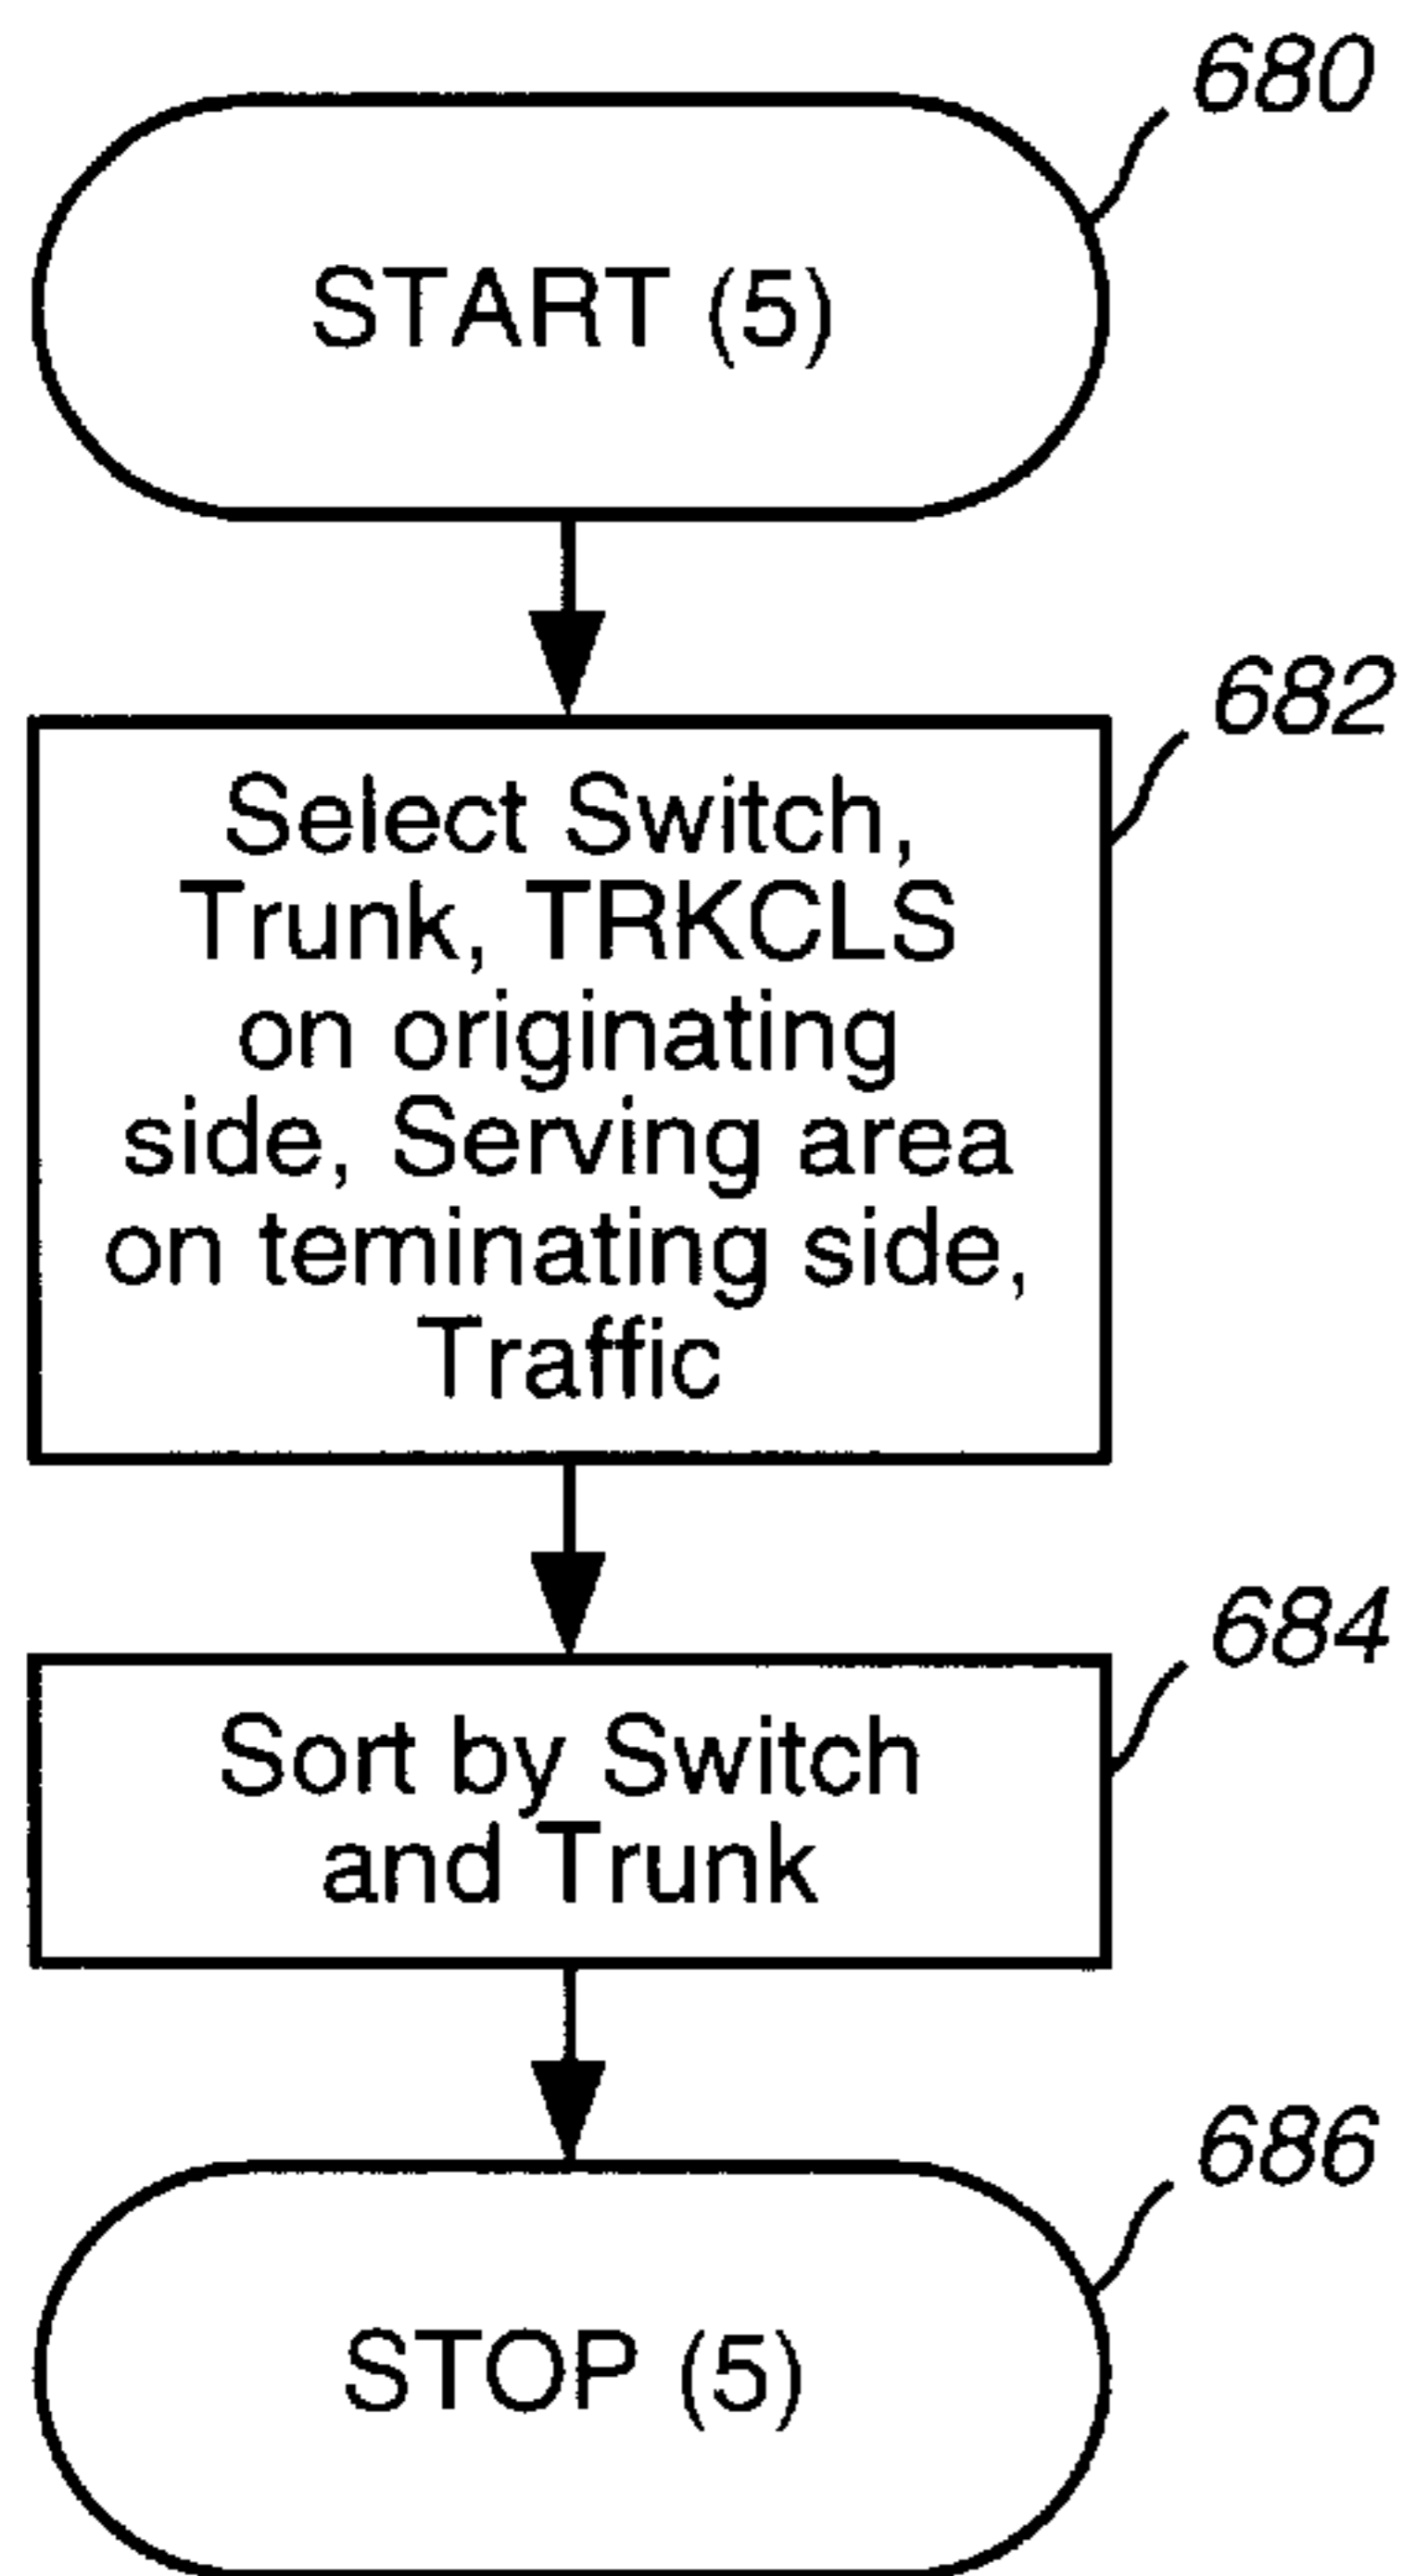 680
START (5)
682
Select Switch,
Trunk, TRKCLS
on originating
side, Serving area
on teminating side,
Traffic
684
Sort by Switch
and Trunk
686
STOP (5)